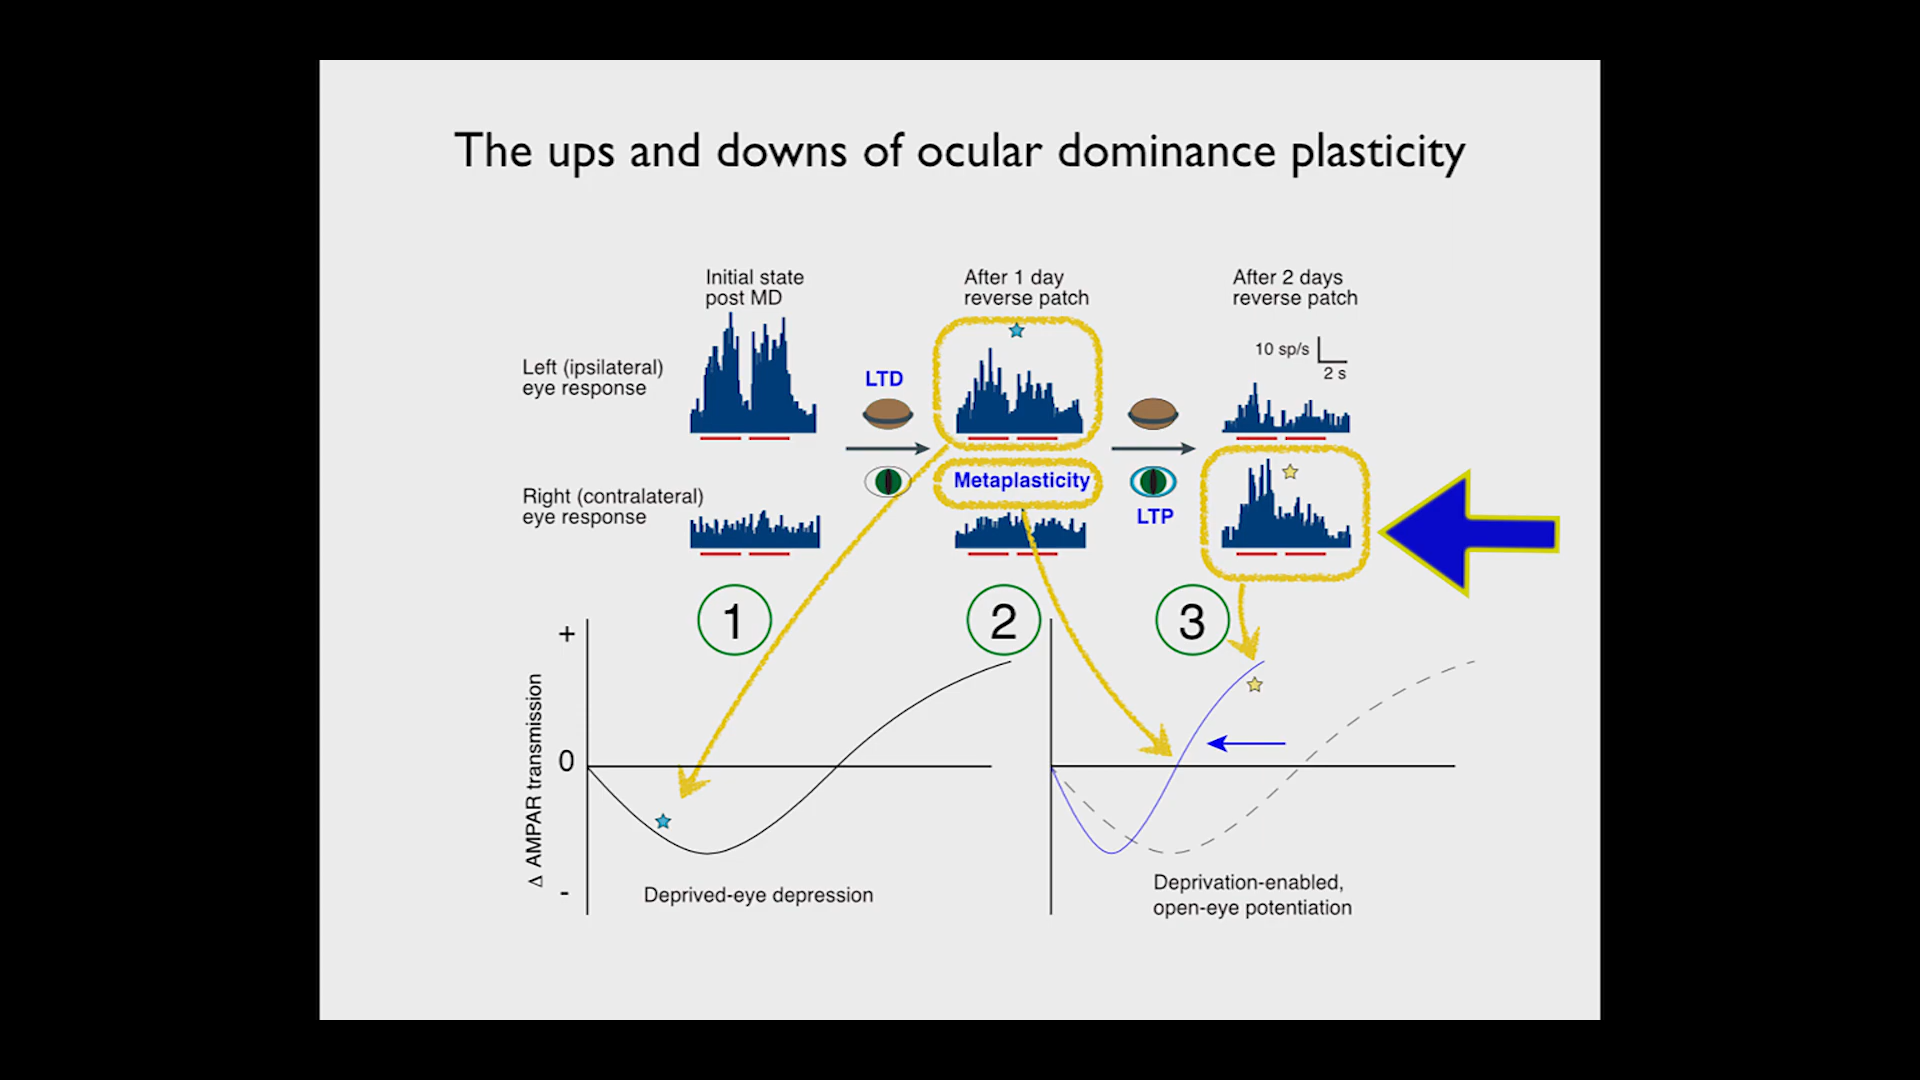 The ups and downs of ocular dominance plasticity
Initial state
post MD
After 1 day
reverse patch
After 2 days
reverse patch
Left (ipsilateral)
eye response
LTD
10 sp/s
2 s
Right (contralateral)
eye response
Metaplasticity
LTP
1
2
3
+
0
-
Δ AMPAR transmission
Deprived-eye depression
Deprivation-enabled,
open-eye potentiation